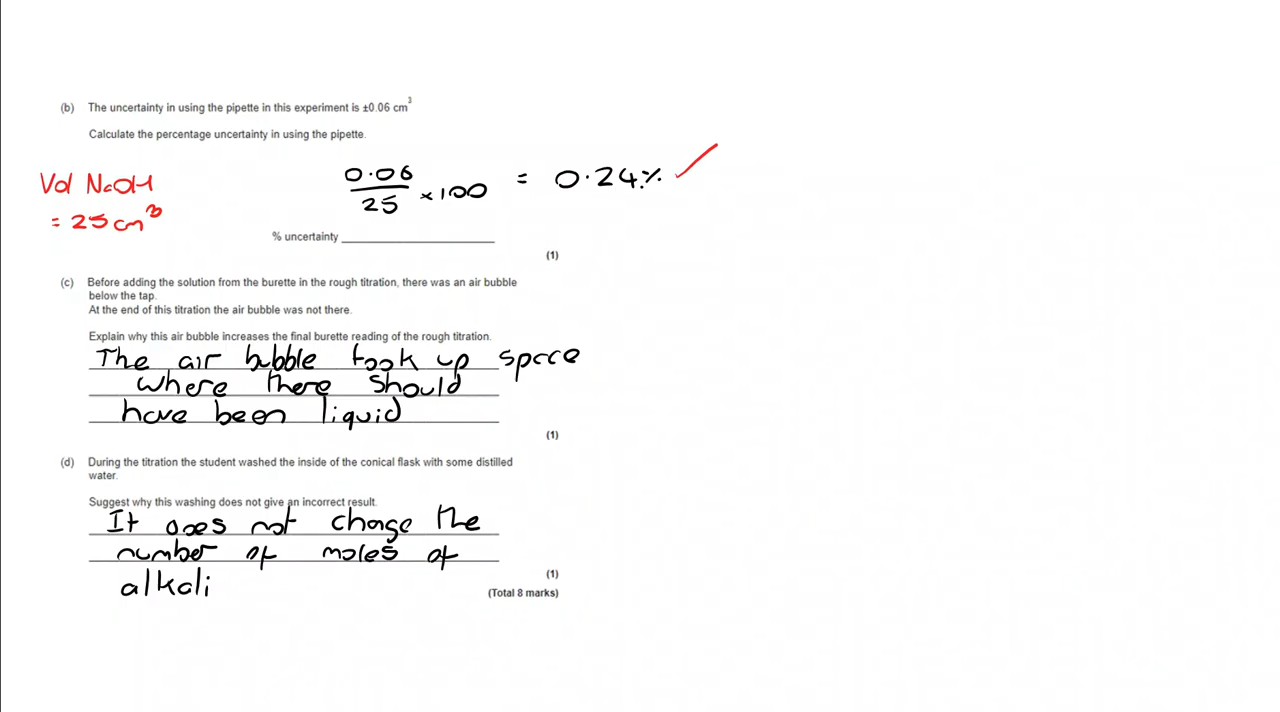 (b) The uncertainty in using the pipette in this experiment is ±0.06 cm³
Calculate the percentage uncertainty in using the pipette.
Vol NaOH
= 25 cm³
0.06
25
× 100
= 0.24%
% uncertainty
(1)
(c) Before adding the solution from the burette in the rough titration, there was an air bubble
below the tap.
At the end of this titration the air bubble was not there.
Explain why this air bubble increases the final burette reading of the rough titration.
The air bubble took up space
where there should
have been liquid
(1)
(d) During the titration the student washed the inside of the conical flask with some distilled
water.
Suggest why this washing does not give an incorrect result.
It does not change the
number of moles of
alkali
(1)
(Total 8 marks)